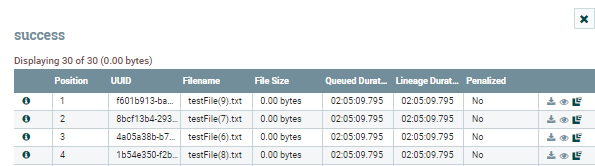 success
Displaying 30 of 30 (0.00 bytes)
Position UUID Filename File Size Queued Durat... Lineage Durat... Penalized
1 f601b913-ba... testFile(9).txt 0.00 bytes 02:05:09.795 02:05:09.795 No
2 8bcf13b4-293... testFile(7).txt 0.00 bytes 02:05:09.795 02:05:09.795 No
3 4a05a38b-b7... testFile(6).txt 0.00 bytes 02:05:09.795 02:05:09.795 No
4 1b54e350-f2b... testFile(8).txt 0.00 bytes 02:05:09.795 02:05:09.795 No